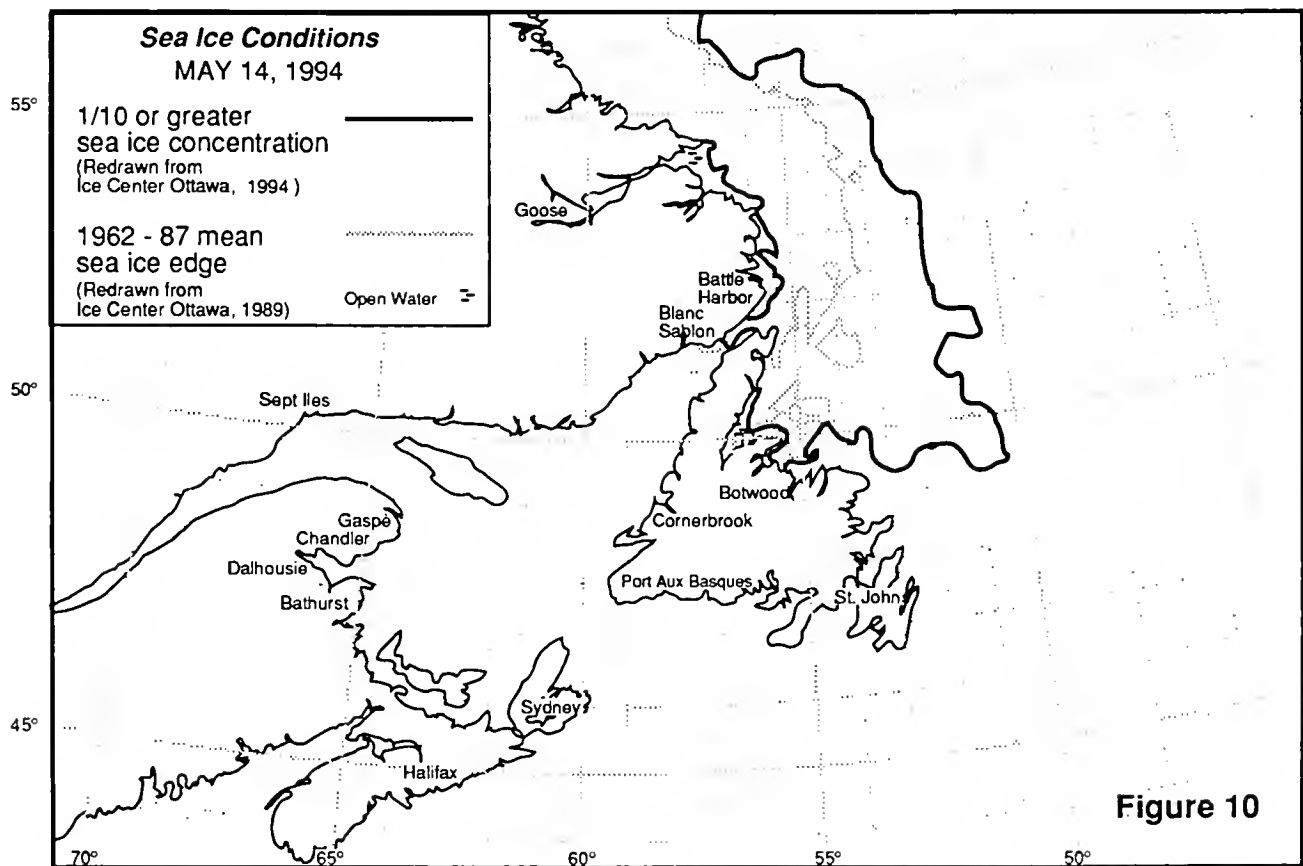 Sea Ice Conditions
MAY 14, 1994
1/10 or greater
sea ice concentration
(Redrawn from
Ice Center Ottawa, 1994 )
1962 - 87 mean
sea ice edge
(Redrawn from
Ice Center Ottawa, 1989)
Open Water
55°
50°
45°
Goose
Battle
Harbor
Blanc
Sablon
Sept Iles
Botwood
Cornerbrook
Gaspé
Chandler
Dalhousie
Bathurst
Port Aux Basques
St. Johns
Sydney
Halifax
Figure 10
70°
65°
60°
55°
50°